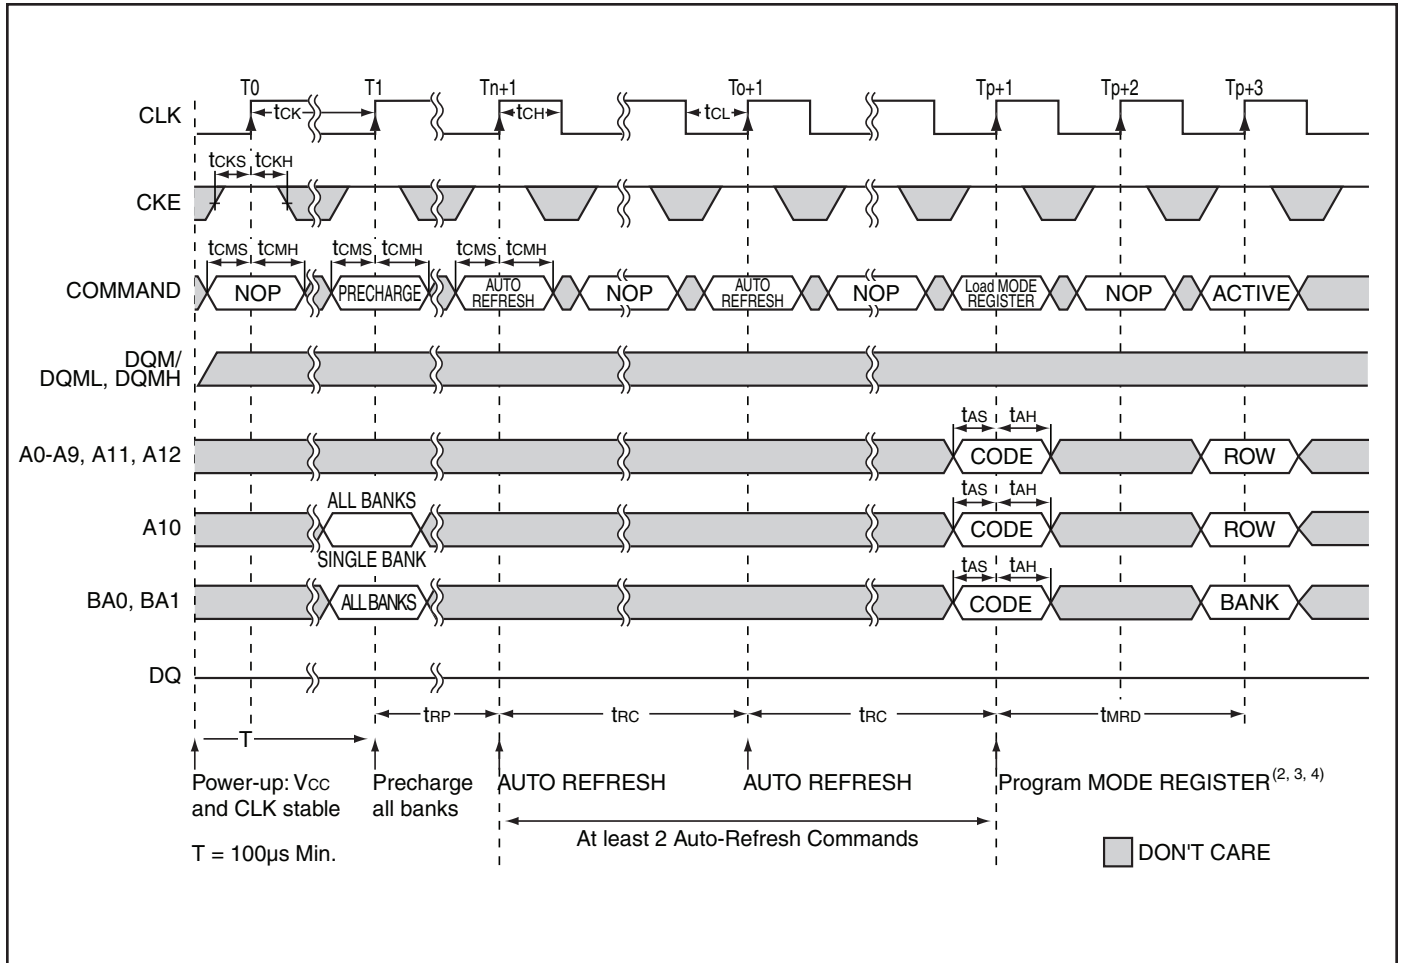 T0 T1 Tn+1 To+1 Tp+1 Tp+2 Tp+3
CLK tCK tCH tCL
tCKS tCKH
CKE
tCMS tCMH tCMS tCMH tCMS tCMH
COMMAND NOP PRECHARGE AUTO REFRESH NOP AUTO REFRESH NOP Load MODE REGISTER NOP ACTIVE
DQM/
DQML, DQMH
tAS tAH
A0-A9, A11, A12 CODE ROW
ALL BANKS tAS tAH
A10 CODE ROW
SINGLE BANK tAS tAH
BA0, BA1 ALL BANKS CODE BANK
DQ
tRP tRC tRC tMRD
T
Power-up: VCC Precharge AUTO REFRESH AUTO REFRESH Program MODE REGISTER(2, 3, 4)
and CLK stable all banks
At least 2 Auto-Refresh Commands
T = 100µs Min. DON'T CARE